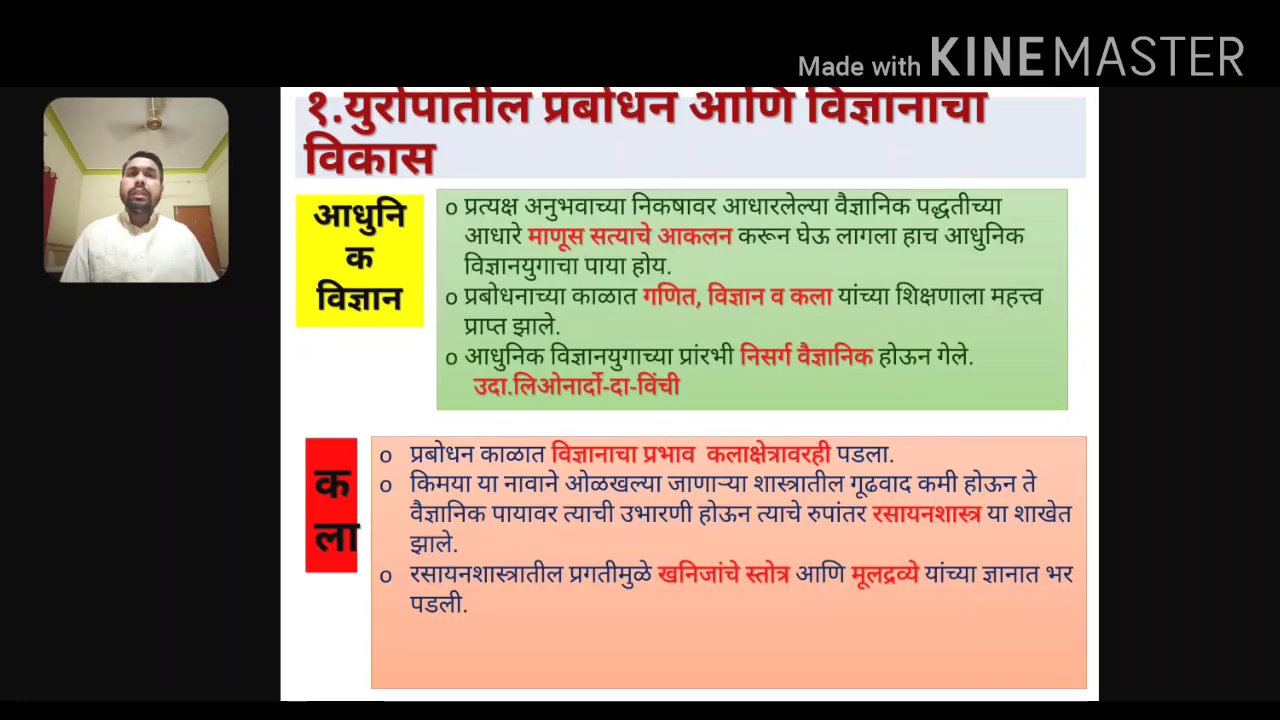 Made with KINEMASTER
१.युरोपातील प्रबोधन आणि विज्ञानाचा
विकास
आधुनि
क
विज्ञान
o प्रत्यक्ष अनुभवाच्या निकषावर आधारलेल्या वैज्ञानिक पद्धतीच्या
आधारे माणूस सत्याचे आकलन करून घेऊ लागला हाच आधुनिक
विज्ञानयुगाचा पाया होय.
o प्रबोधनाच्या काळात गणित, विज्ञान व कला यांच्या शिक्षणाला महत्त्व
प्राप्त झाले.
o आधुनिक विज्ञानयुगाच्या प्रांरभी निसर्ग वैज्ञानिक होऊन गेले.
उदा.लिओनार्दो-दा-विंची
क
ला
o प्रबोधन काळात विज्ञानाचा प्रभाव कलाक्षेत्रावरही पडला.
o किमया या नावाने ओळखल्या जाणाऱ्या शास्त्रातील गूढवाद कमी होऊन ते
वैज्ञानिक पायावर त्याची उभारणी होऊन त्याचे रुपांतर रसायनशास्त्र या शाखेत
झाले.
o रसायनशास्त्रातील प्रगतीमुळे खनिजांचे स्तोत्र आणि मूलद्रव्ये यांच्या ज्ञानात भर
पडली.